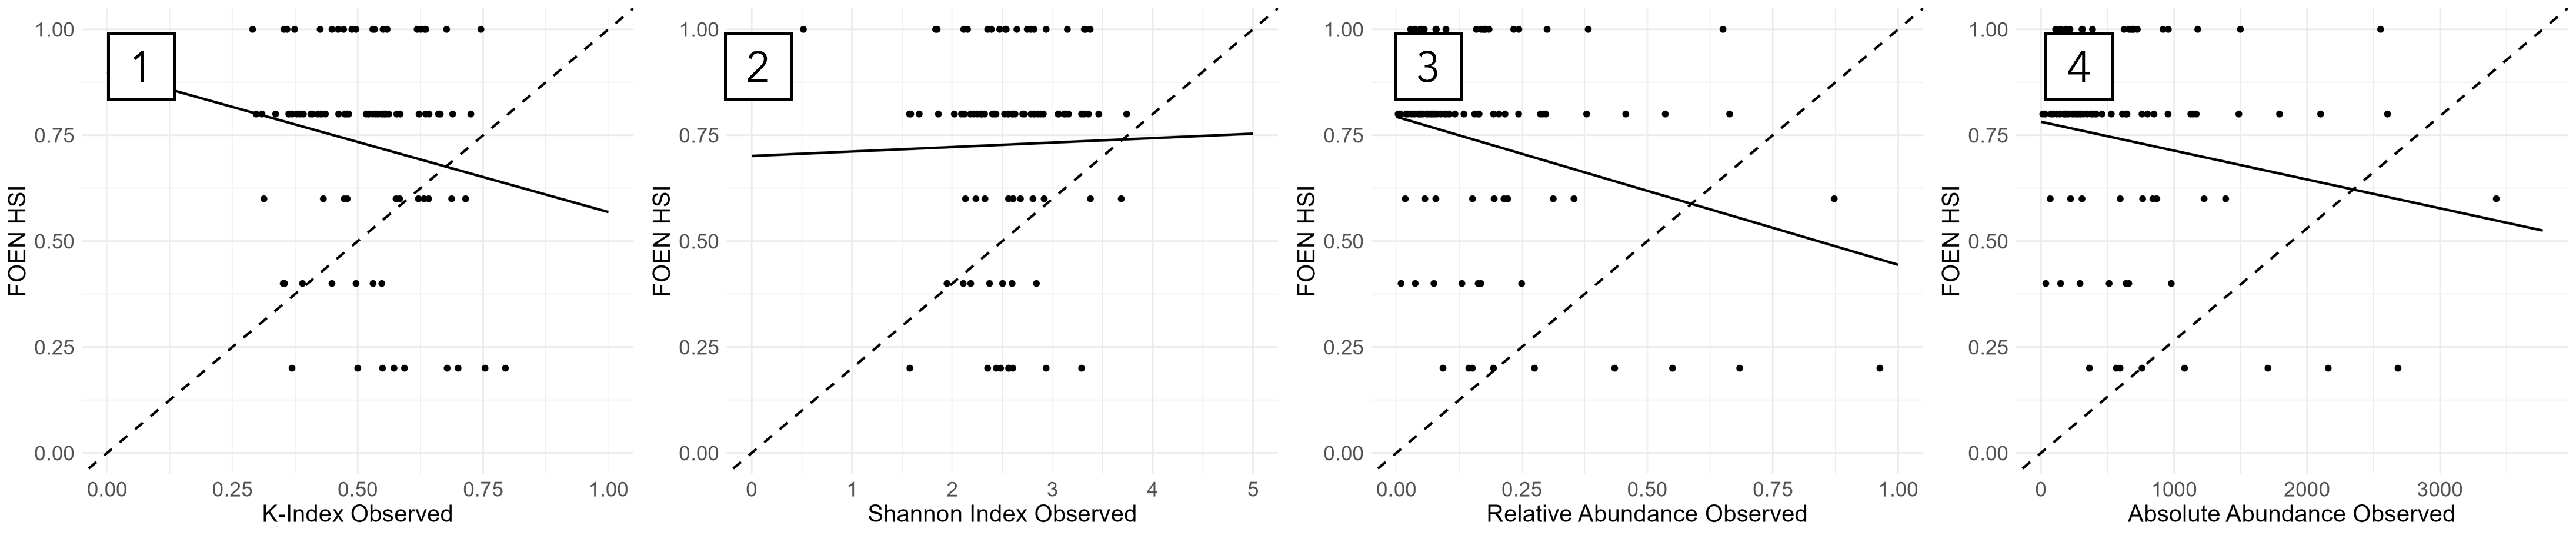 1.00
0.75
0.50
0.25
0.00
FOEN HSI
1
0.00 0.25 0.50 0.75 1.00
K-Index Observed
1.00
0.75
0.50
0.25
0.00
FOEN HSI
2
0 1 2 3 4 5
Shannon Index Observed
1.00
0.75
0.50
0.25
0.00
FOEN HSI
3
0.00 0.25 0.50 0.75 1.00
Relative Abundance Observed
1.00
0.75
0.50
0.25
0.00
FOEN HSI
4
0 1000 2000 3000
Absolute Abundance Observed